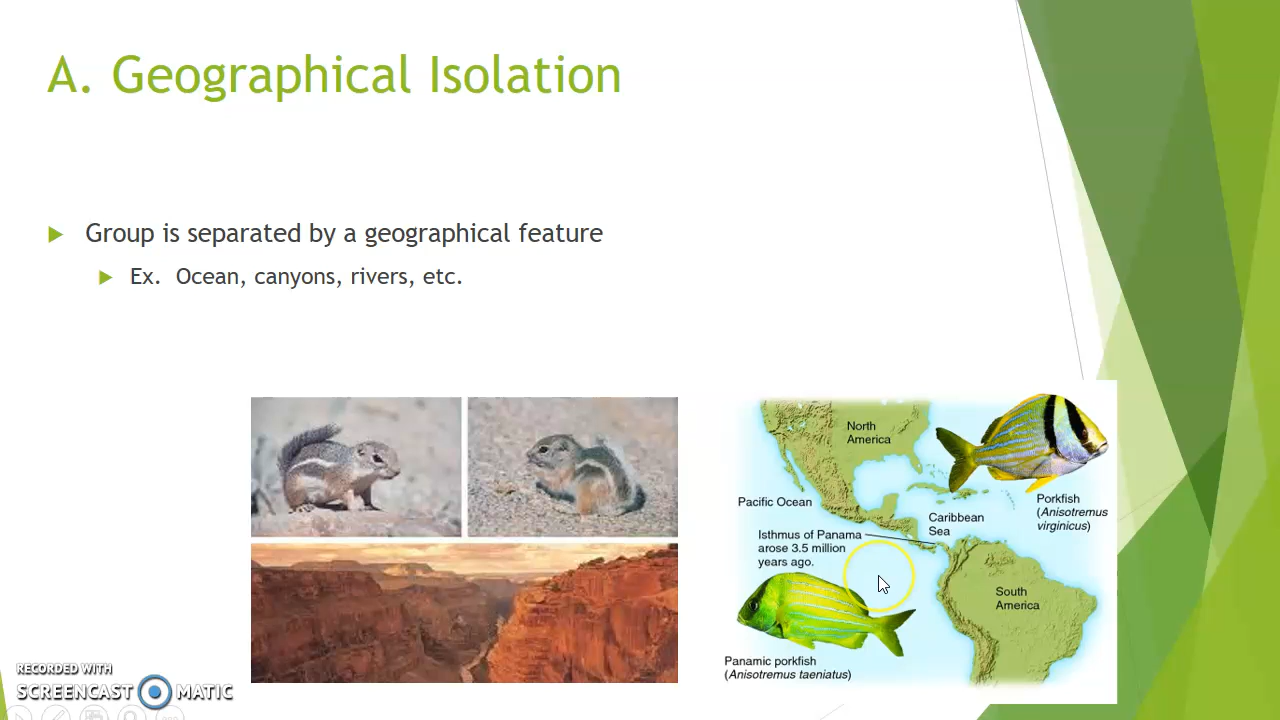 A. Geographical Isolation
Group is separated by a geographical feature
Ex. Ocean, canyons, rivers, etc.
North
America
Pacific Ocean
Caribbean
Sea
Porkfish
(Anisotremus
virginicus)
Isthmus of Panama
arose 3.5 million
years ago.
South
America
Panamic porkfish
(Anisotremus taeniatus)
RECORDED WITH
SCREENCAST MATIC